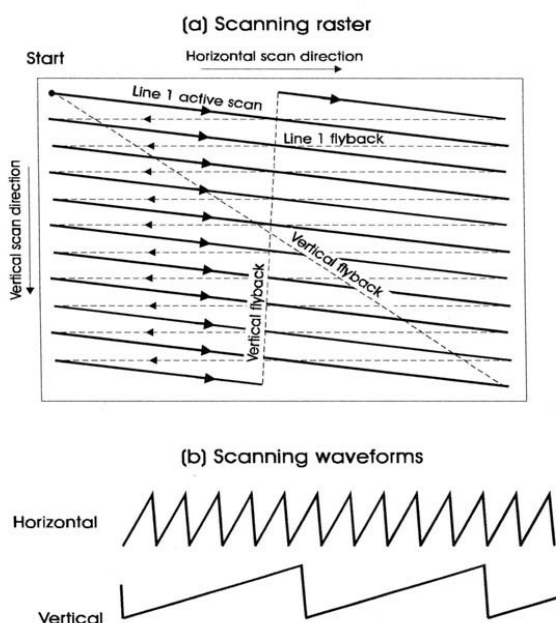 (a) Scanning raster
Start
Horizontal scan direction
Line 1 active scan
Line 1 flyback
Vertical scan direction
Vertical flyback
Vertical flyback
(b) Scanning waveforms
Horizontal
Vertical